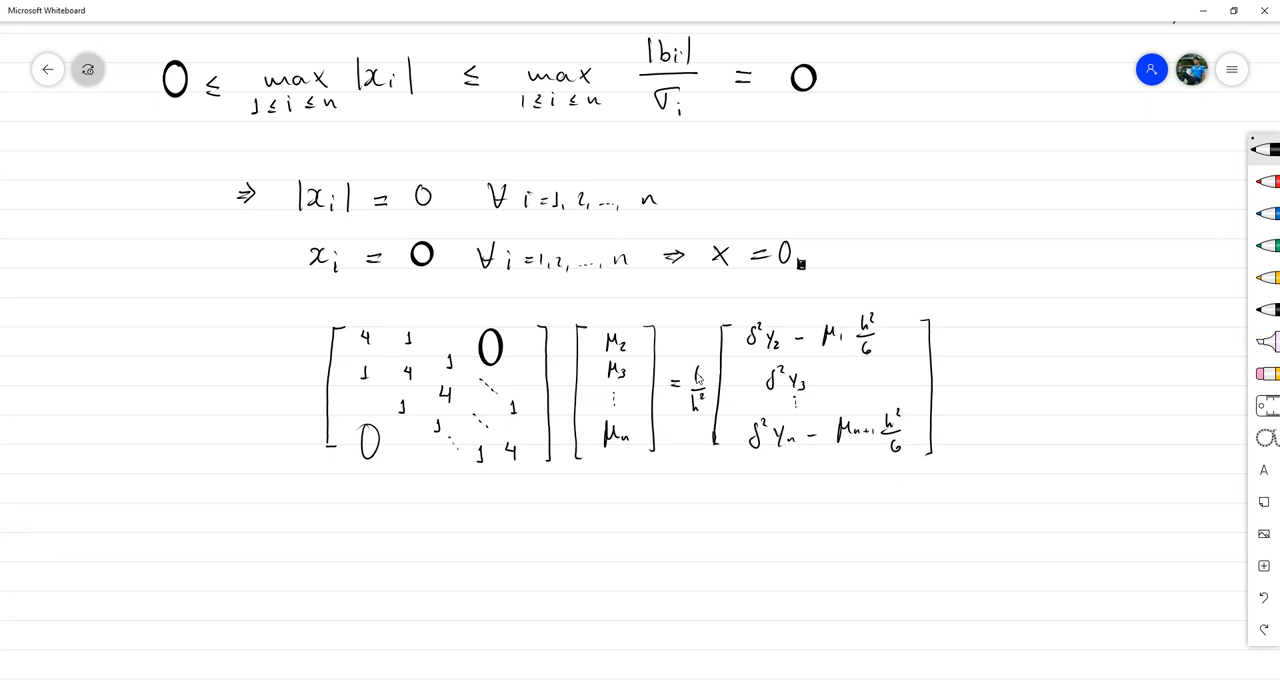 Microsoft Whiteboard
0 ≤ max 1≤i≤n |xi| ≤ max 1≤i≤n |bi| / σi = 0
⇒ |xi| = 0 ∀ i=1, 2, ..., n
xi = 0 ∀ i=1, 2, ..., n ⇒ x = 0
[4 1 0; 1 4 1; 1 4 ⋱ 1; 0 1 ⋱ 1 4] [μ2; μ3; ⋮; μn] = 6/h² [δ²y2 − μ1 h²/6; δ²y3; ⋮; δ²yn − μn+1 h²/6]
A